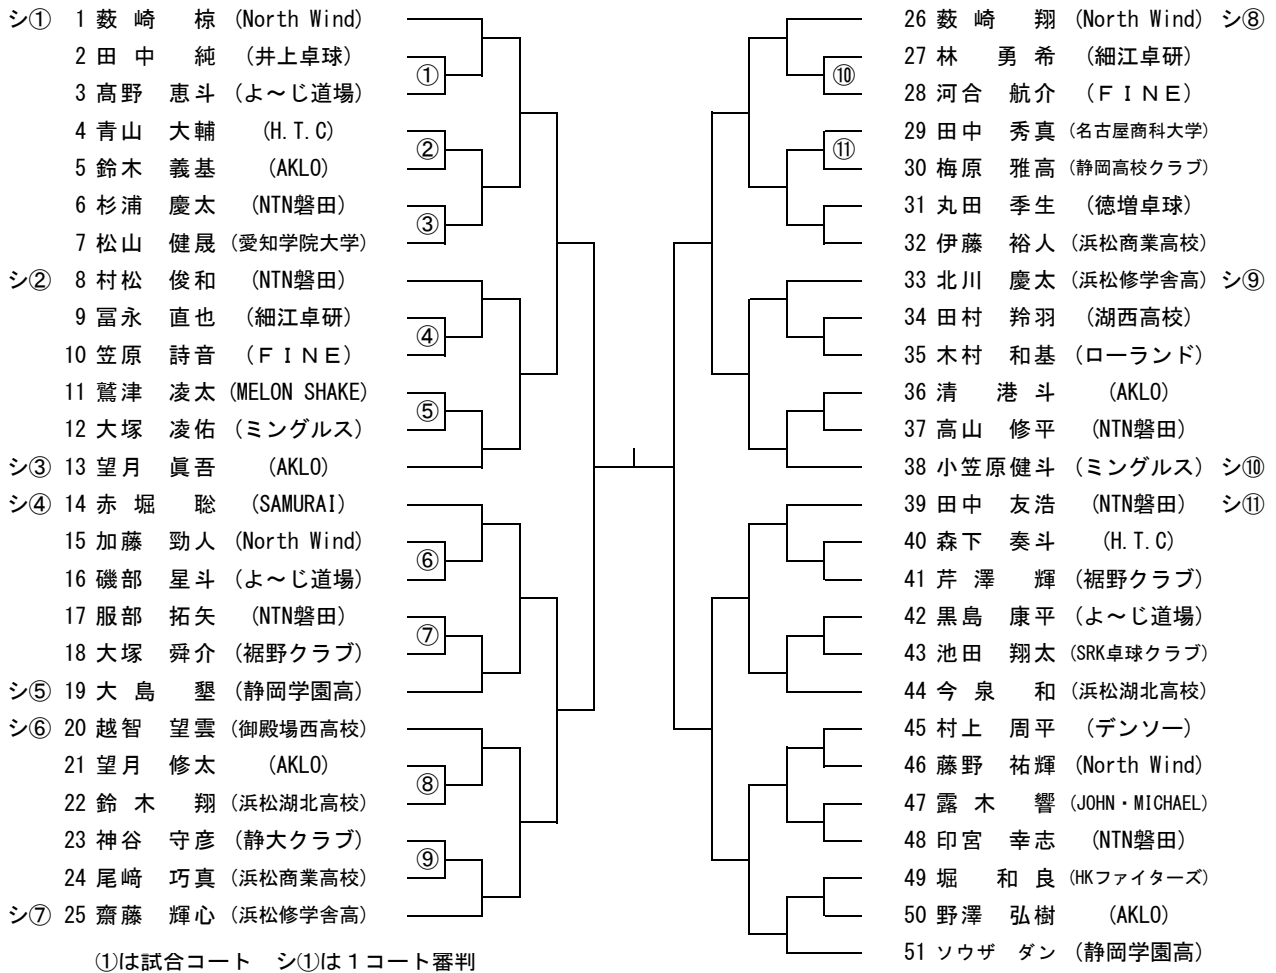 シ① 1 薮崎 椋 (North Wind)
2 田中 純 (井上卓球)
①
3 髙野 恵斗 (よ～じ道場)
4 青山 大輔 (H.T.C)
②
5 鈴木 義基 (AKLO)
6 杉浦 慶太 (NTN磐田)
③
7 松山 健晟 (愛知学院大学)
シ② 8 村松 俊和 (NTN磐田)
9 冨永 直也 (細江卓研)
④
10 笠原 詩音 (ＦＩＮＥ)
11 鷲津 凌太 (MELON SHAKE)
⑤
12 大塚 凌佑 (ミングルス)
シ③ 13 望月 眞吾 (AKLO)
シ④ 14 赤堀 聡 (SAMURAI)
15 加藤 勁人 (North Wind)
⑥
16 磯部 星斗 (よ～じ道場)
17 服部 拓矢 (NTN磐田)
⑦
18 大塚 舜介 (裾野クラブ)
シ⑤ 19 大島 墾 (静岡学園高)
シ⑥ 20 越智 望雲 (御殿場西高校)
21 望月 修太 (AKLO)
⑧
22 鈴木 翔 (浜松湖北高校)
23 神谷 守彦 (静大クラブ)
⑨
24 尾﨑 巧真 (浜松商業高校)
シ⑦ 25 齋藤 輝心 (浜松修学舎高)
①は試合コート シ①は１コート審判
26 薮崎 翔 (North Wind) シ⑧
27 林 勇希 (細江卓研)
⑩
28 河合 航介 (ＦＩＮＥ)
29 田中 秀真 (名古屋商科大学)
⑪
30 梅原 雅高 (静岡高校クラブ)
31 丸田 季生 (徳増卓球)
32 伊藤 裕人 (浜松商業高校)
33 北川 慶太 (浜松修学舎高) シ⑨
34 田村 羚羽 (湖西高校)
35 木村 和基 (ローランド)
36 清 港斗 (AKLO)
37 高山 修平 (NTN磐田)
38 小笠原健斗 (ミングルス) シ⑩
39 田中 友浩 (NTN磐田) シ⑪
40 森下 奏斗 (H.T.C)
41 芹澤 輝 (裾野クラブ)
42 黒島 康平 (よ～じ道場)
43 池田 翔太 (SRK卓球クラブ)
44 今泉 和 (浜松湖北高校)
45 村上 周平 (デンソー)
46 藤野 祐輝 (North Wind)
47 露木 響 (JOHN・MICHAEL)
48 印宮 幸志 (NTN磐田)
49 堀 和良 (HKファイターズ)
50 野澤 弘樹 (AKLO)
51 ソウザ ダン (静岡学園高)